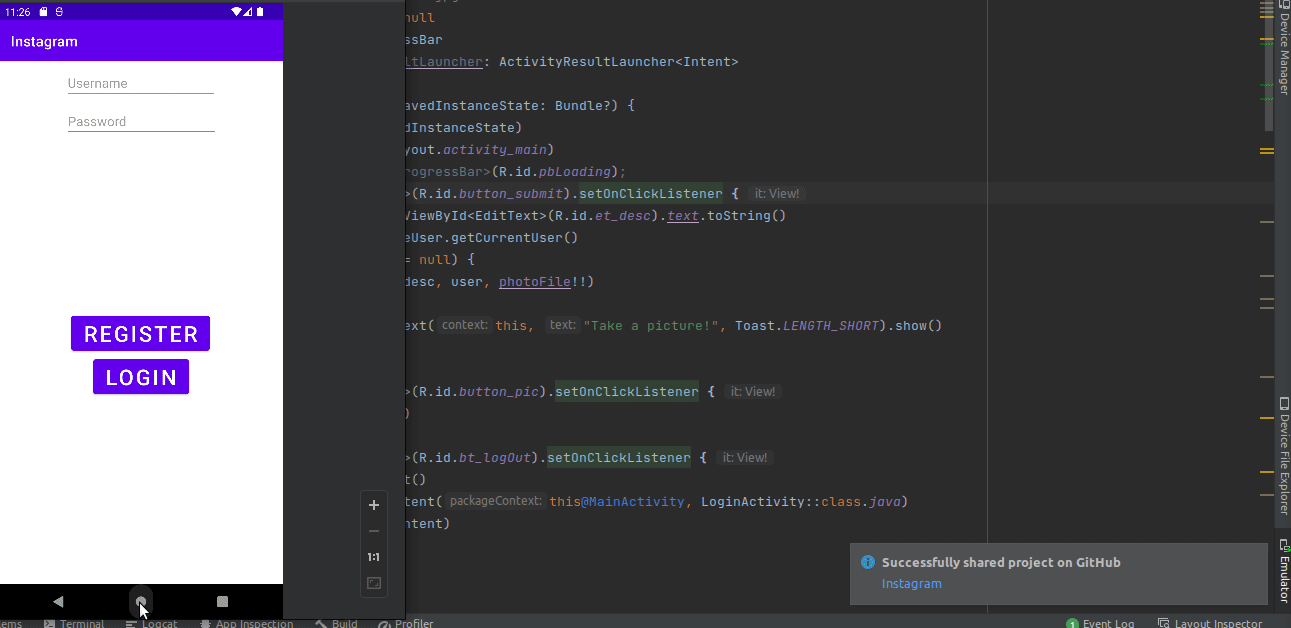 11:26
Instagram
Username
Password
REGISTER
LOGIN
null
ssBar
ltLauncher: ActivityResultLauncher<Intent>
avedInstanceState: Bundle?) {
dInstanceState)
yout.activity_main)
rogressBar>(R.id.pbLoading);
>(R.id.button_submit).setOnClickListener { it: View!
ViewById<EditText>(R.id.et_desc).text.toString()
eUser.getCurrentUser()
= null) {
desc, user, photoFile!!)
ext( context: this, text: "Take a picture!", Toast.LENGTH_SHORT).show()
>(R.id.button_pic).setOnClickListener { it: View!
)
>(R.id.bt_logOut).setOnClickListener { it: View!
t()
tent( packageContext: this@MainActivity, LoginActivity::class.java)
ntent)
1:1
Successfully shared project on GitHub
Instagram
Device Manager
Device File Explorer
Emulator
ems Terminal Logcat App Inspection Build Profiler 1 Event Log Layout Inspector